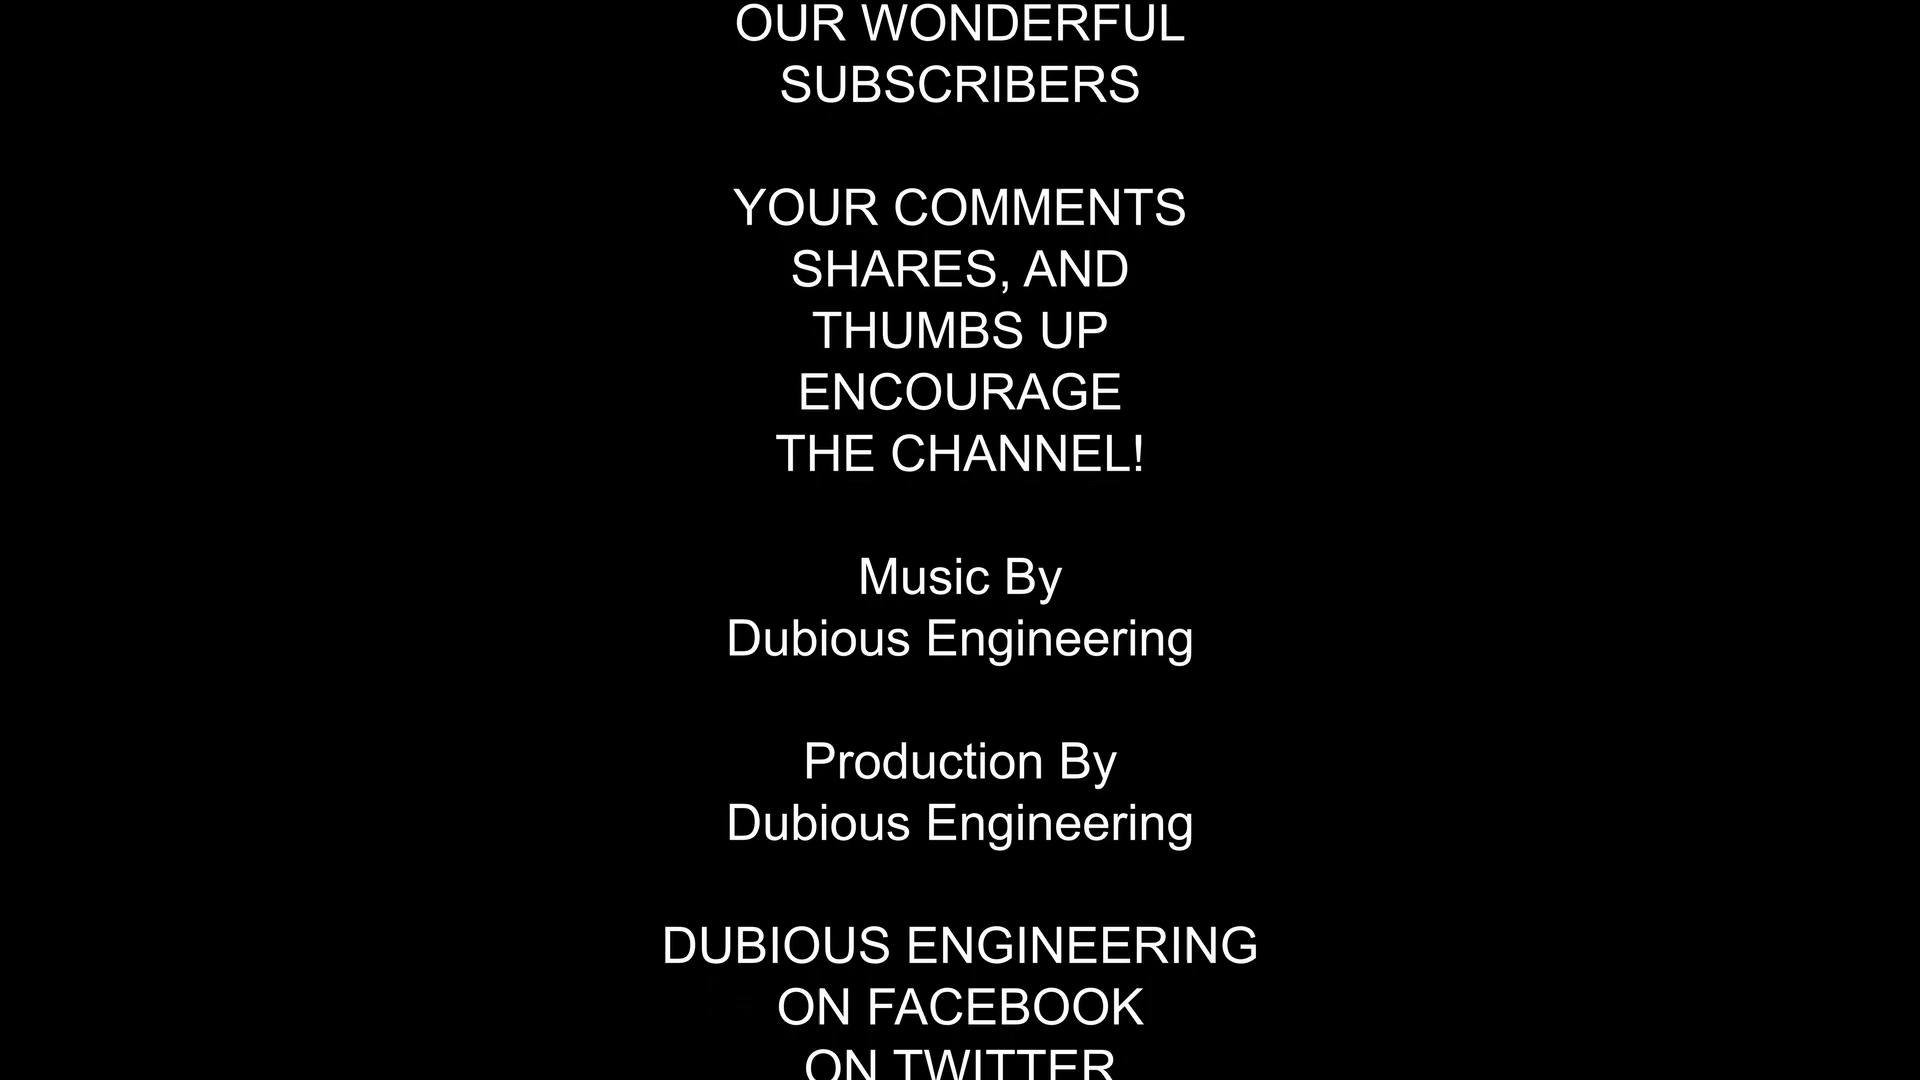 OUR WONDERFUL
SUBSCRIBERS
YOUR COMMENTS
SHARES, AND
THUMBS UP
ENCOURAGE
THE CHANNEL!
Music By
Dubious Engineering
Production By
Dubious Engineering
DUBIOUS ENGINEERING
ON FACEBOOK
ON TWITTER